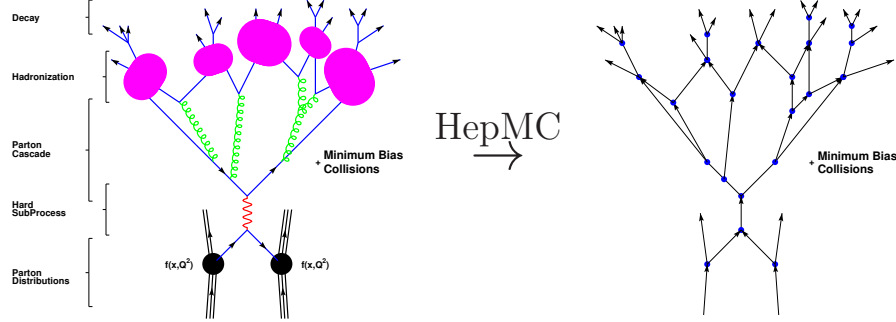 Decay
Hadronization
Parton
Cascade
Hard
SubProcess
Parton
Distributions
f(x,Q²)
f(x,Q²)
+ Minimum Bias
Collisions
HepMC
+ Minimum Bias
Collisions